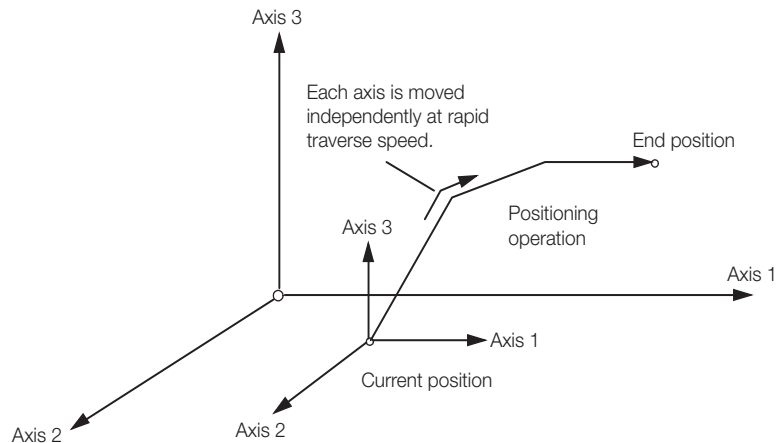 Axis 3
Each axis is moved
independently at rapid
traverse speed.
End position
Positioning
operation
Axis 3
Axis 1
Axis 1
Current position
Axis 2
Axis 2